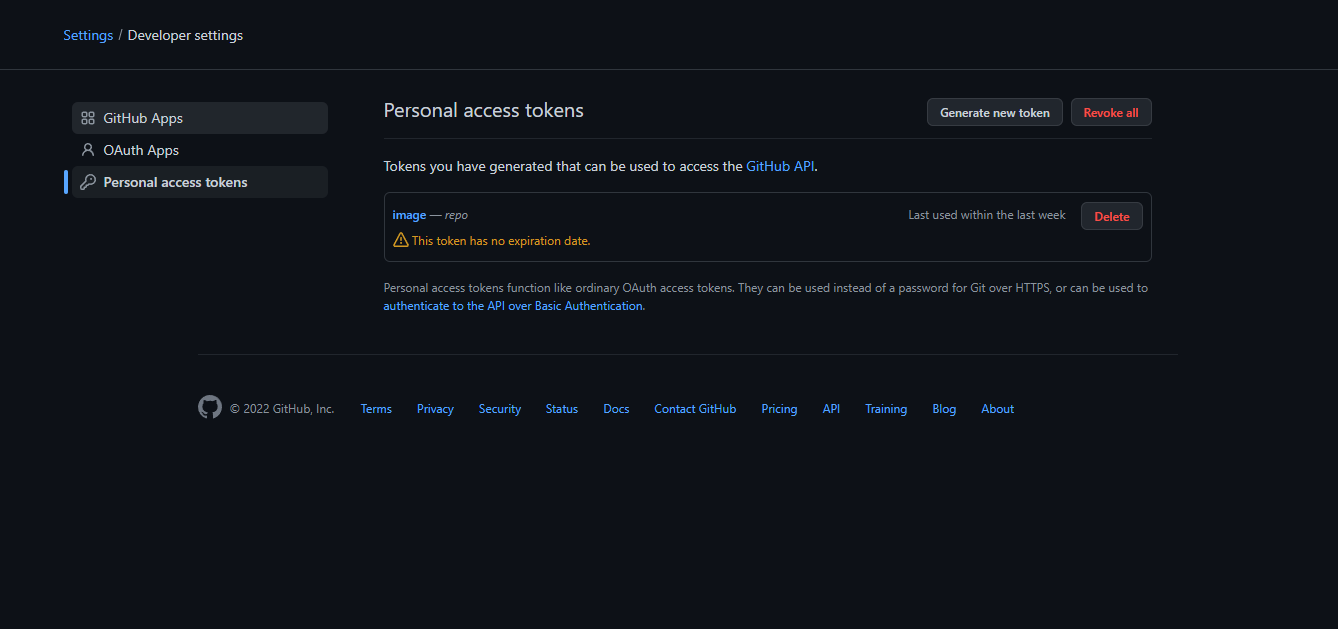 Settings / Developer settings
GitHub Apps
OAuth Apps
Personal access tokens
Personal access tokens
Generate new token
Revoke all
Tokens you have generated that can be used to access the GitHub API.
image — repo
Last used within the last week
Delete
This token has no expiration date.
Personal access tokens function like ordinary OAuth access tokens. They can be used instead of a password for Git over HTTPS, or can be used to
authenticate to the API over Basic Authentication.
© 2022 GitHub, Inc. Terms Privacy Security Status Docs Contact GitHub Pricing API Training Blog About